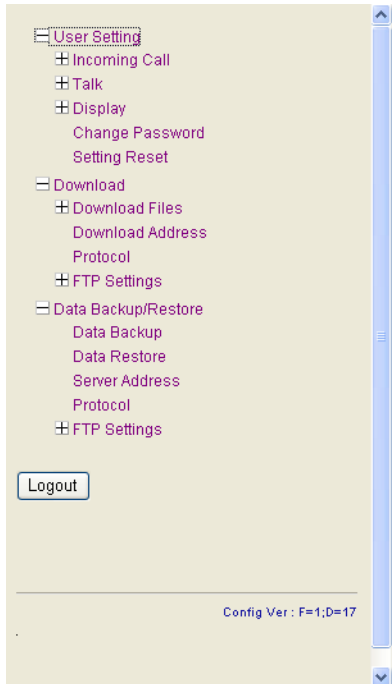 User Setting
Incoming Call
Talk
Display
Change Password
Setting Reset
Download
Download Files
Download Address
Protocol
FTP Settings
Data Backup/Restore
Data Backup
Data Restore
Server Address
Protocol
FTP Settings
Logout
Config Ver : F=1;D=17
.